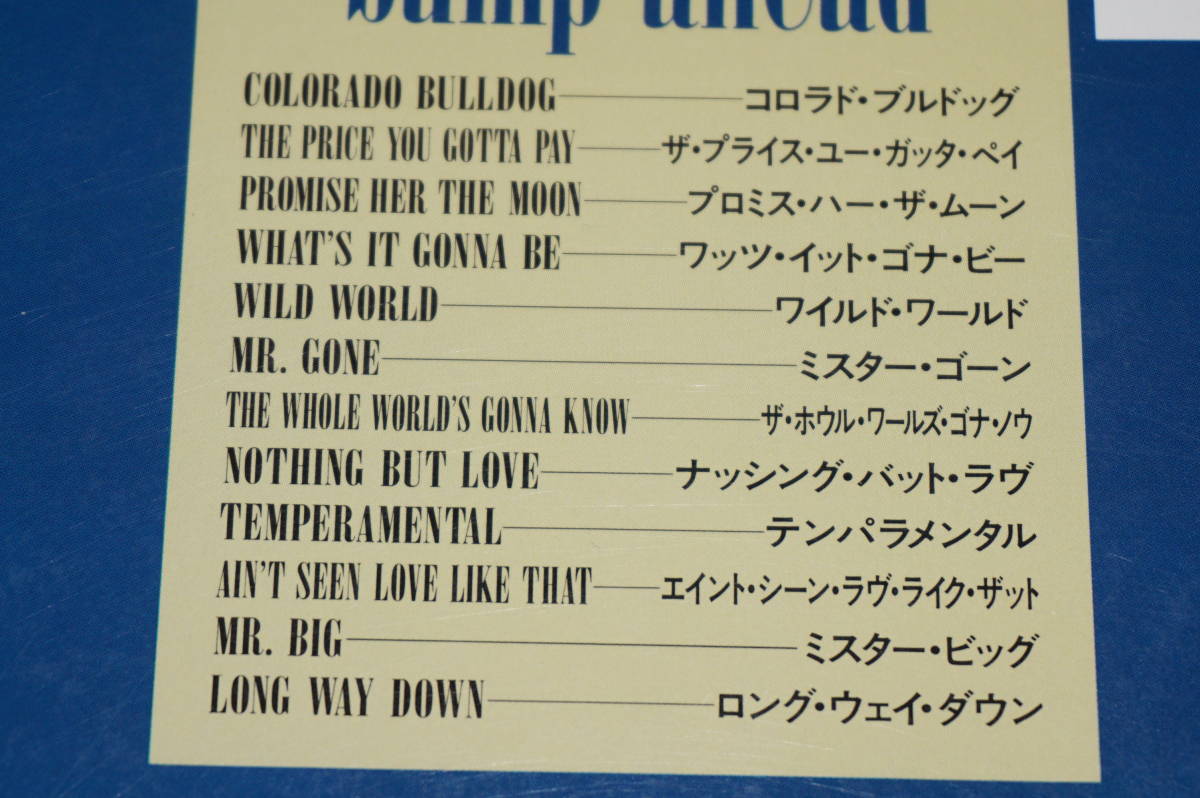 bump ahead
COLORADO BULLDOG コロラド・ブルドッグ
THE PRICE YOU GOTTA PAY ザ・プライス・ユー・ガッタ・ペイ
PROMISE HER THE MOON プロミス・ハー・ザ・ムーン
WHAT'S IT GONNA BE ワッツ・イット・ゴナ・ビー
WILD WORLD ワイルド・ワールド
MR. GONE ミスター・ゴーン
THE WHOLE WORLD'S GONNA KNOW ザ・ホウル・ワールズ・ゴナ・ノウ
NOTHING BUT LOVE ナッシング・バット・ラヴ
TEMPERAMENTAL テンパラメンタル
AIN'T SEEN LOVE LIKE THAT エイント・シーン・ラヴ・ライク・ザット
MR. BIG ミスター・ビッグ
LONG WAY DOWN ロング・ウェイ・ダウン